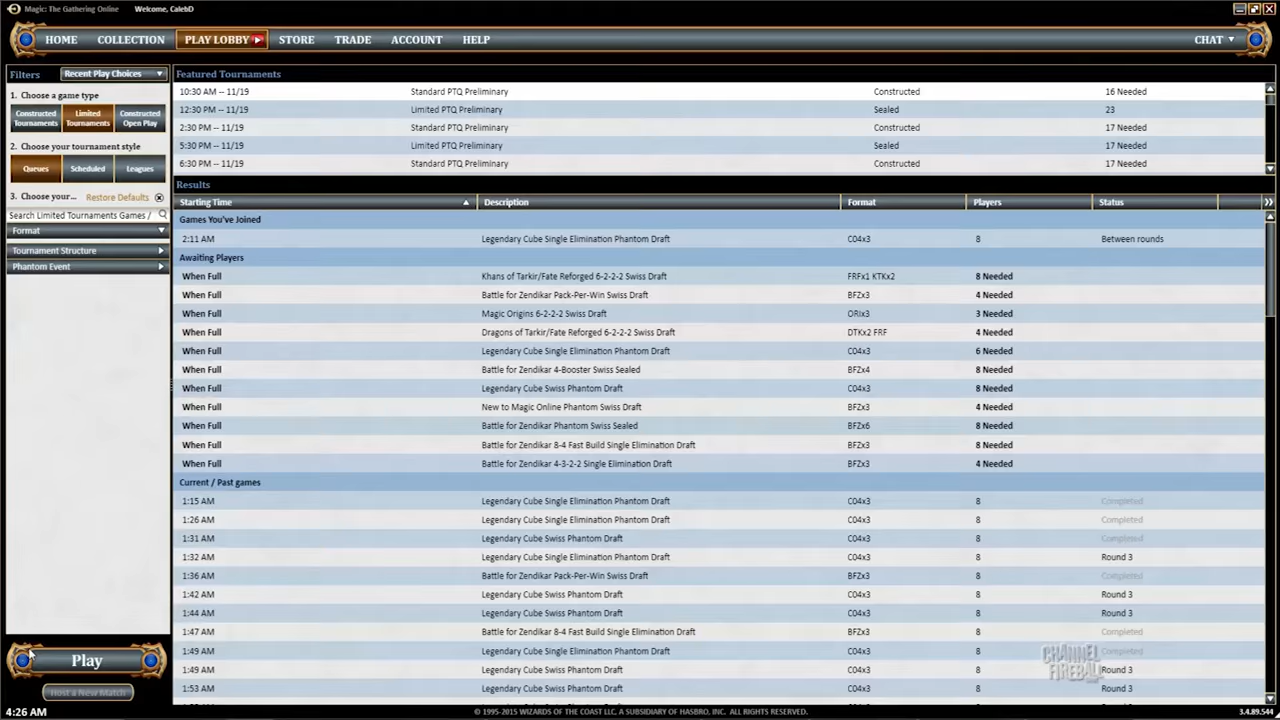 Magic: The Gathering Online Welcome, CalebD
HOME COLLECTION PLAY LOBBY STORE TRADE ACCOUNT HELP CHAT
Filters Recent Play Choices
1. Choose a game type
Constructed Tournaments Limited Tournaments Constructed Open Play
2. Choose your tournament style
Queues Scheduled Leagues
3. Choose your... Restore Defaults
Search Limited Tournaments Games /
Format
Tournament Structure
Phantom Event
Featured Tournaments
10:30 AM -- 11/19 Standard PTQ Preliminary Constructed 16 Needed
12:30 PM -- 11/19 Limited PTQ Preliminary Sealed 23
2:30 PM -- 11/19 Standard PTQ Preliminary Constructed 17 Needed
5:30 PM -- 11/19 Limited PTQ Preliminary Sealed 17 Needed
6:30 PM -- 11/19 Standard PTQ Preliminary Constructed 17 Needed
Results
Starting Time Description Format Players Status
Games You've Joined
2:11 AM Legendary Cube Single Elimination Phantom Draft C04x3 8 Between rounds
Awaiting Players
When Full Khans of Tarkir/Fate Reforged 6-2-2-2 Swiss Draft FRFx1 KTKx2 8 Needed
When Full Battle for Zendikar Pack-Per-Win Swiss Draft BFZx3 4 Needed
When Full Magic Origins 6-2-2-2 Swiss Draft ORIx3 3 Needed
When Full Dragons of Tarkir/Fate Reforged 6-2-2-2 Swiss Draft DTKx2 FRF 4 Needed
When Full Legendary Cube Single Elimination Phantom Draft C04x3 6 Needed
When Full Battle for Zendikar 4-Booster Swiss Sealed BFZx4 8 Needed
When Full Legendary Cube Swiss Phantom Draft C04x3 8 Needed
When Full New to Magic Online Phantom Swiss Draft BFZx3 4 Needed
When Full Battle for Zendikar Phantom Swiss Sealed BFZx6 8 Needed
When Full Battle for Zendikar 8-4 Fast Build Single Elimination Draft BFZx3 8 Needed
When Full Battle for Zendikar 4-3-2-2 Single Elimination Draft BFZx3 4 Needed
Current / Past games
1:15 AM Legendary Cube Single Elimination Phantom Draft C04x3 8 Completed
1:26 AM Legendary Cube Single Elimination Phantom Draft C04x3 8 Completed
1:31 AM Legendary Cube Swiss Phantom Draft C04x3 8 Completed
1:32 AM Legendary Cube Single Elimination Phantom Draft C04x3 8 Round 3
1:36 AM Battle for Zendikar Pack-Per-Win Swiss Draft BFZx3 8 Completed
1:42 AM Legendary Cube Swiss Phantom Draft C04x3 8 Round 3
1:44 AM Legendary Cube Swiss Phantom Draft C04x3 8 Round 3
1:47 AM Battle for Zendikar 8-4 Fast Build Single Elimination Draft BFZx3 8 Completed
1:49 AM Legendary Cube Single Elimination Phantom Draft C04x3 8 Completed
1:49 AM Legendary Cube Swiss Phantom Draft C04x3 8 Round 3
1:53 AM Legendary Cube Swiss Phantom Draft C04x3 8 Round 3
CHANNEL
FIREBALL
Play
Host a New Match
4:26 AM © 1995-2015 WIZARDS OF THE COAST LLC, A SUBSIDIARY OF HASBRO, INC. ALL RIGHTS RESERVED. 3.4.89.544